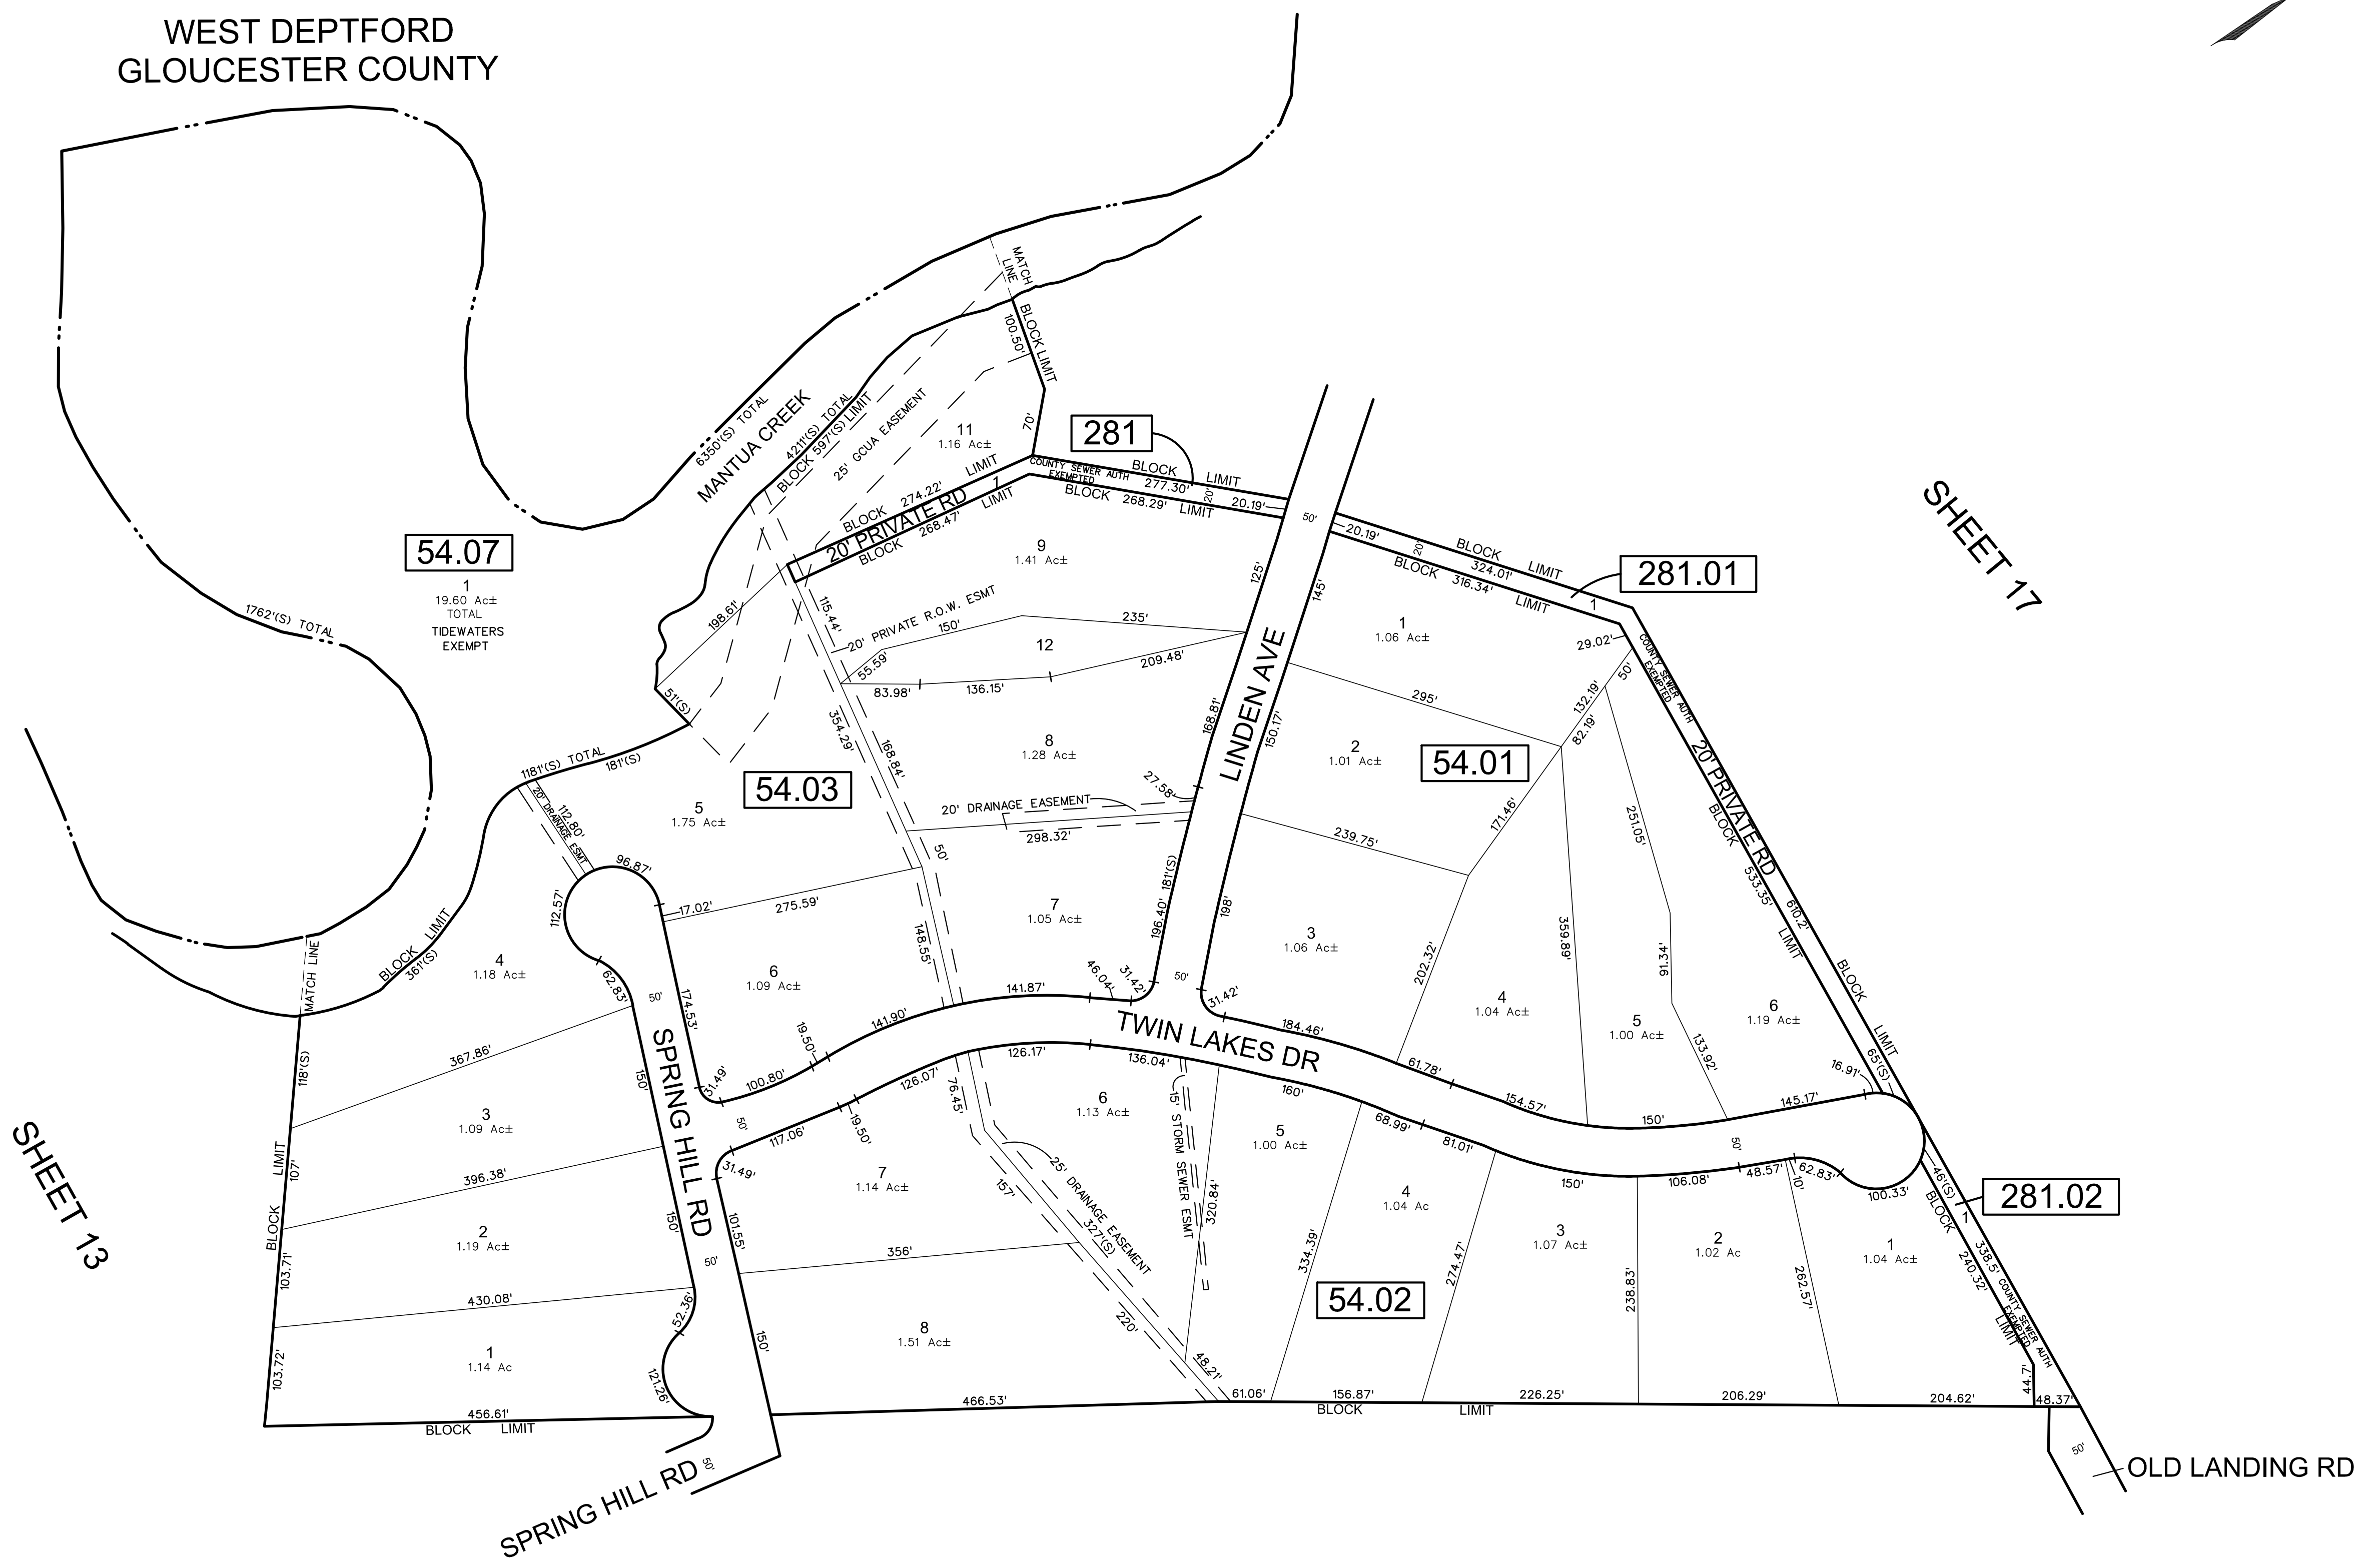 WEST DEPTFORD
GLOUCESTER COUNTY
MATCH
LINE
BLOCK LIMIT
100.50'
70'
6350'(S) TOTAL
MANTUA CREEK
4211'(S) TOTAL
BLOCK 597'(S) LIMIT
25' GCUA EASEMENT
11
1.16 Ac±
281
COUNTY SEWER AUTH
EXEMPTED
BLOCK LIMIT
277.30'
20'
20.19'
BLOCK 268.29' LIMIT
BLOCK 274.22' LIMIT
20' PRIVATE RD 1
BLOCK 268.47' LIMIT
50'
20.19'
20'
BLOCK LIMIT
324.01'
BLOCK 316.34' LIMIT
1
281.01
SHEET 17
54.07
1
19.60 Ac±
TOTAL
TIDEWATERS
EXEMPT
1762'(S) TOTAL
198.61'
115.44'
9
1.41 Ac±
125'
145'
20' PRIVATE R.O.W. ESMT
150'
235'
12
55.59'
83.98'
136.15'
209.48'
1
1.06 Ac±
29.02'
COUNTY SEWER AUTH
EXEMPTED
50'
132.19'
82.19'
295'
51'(S)
354.29'
168.84'
8
1.28 Ac±
168.81'
LINDEN AVE
150.17'
2
1.01 Ac±
54.01
20' PRIVATE RD
BLOCK
533.35'
LIMIT
610.2'
BLOCK
LIMIT
1181'(S) TOTAL
181'(S)
54.03
5
1.75 Ac±
20' DRAINAGE ESMT
112.80'
20' DRAINAGE EASEMENT
27.58'
298.32'
239.75'
171.46'
251.05'
96.87'
112.57'
17.02'
275.59'
50'
7
1.05 Ac±
196.40'
181'(S)
198'
3
1.06 Ac±
202.32'
359.89'
91.34'
MATCH LINE
BLOCK LIMIT
361'(S)
4
1.18 Ac±
62.83'
50'
6
1.09 Ac±
148.55'
174.53'
141.87'
46.04'
31.42'
50'
31.42'
4
1.04 Ac±
5
1.00 Ac±
6
1.19 Ac±
133.92'
65'(S)
16.91'
118'(S)
367.86'
SPRING HILL RD
150'
31.49'
100.80'
19.50'
141.90'
TWIN LAKES DR
184.46'
61.78'
154.57'
150'
145.17'
SHEET 13
BLOCK LIMIT
107'
3
1.09 Ac±
396.38'
50'
31.49'
117.06'
19.50'
126.07'
126.17'
76.45'
136.04'
15' STORM SEWER ESMT
6
1.13 Ac±
160'
5
1.00 Ac±
68.99'
81.01'
150'
106.08'
50'
48.57'
10'
62.83'
100.33'
46'(S)
1
281.02
103.71'
2
1.19 Ac±
430.08'
150'
50'
101.55'
7
1.14 Ac±
356'
157'
25' DRAINAGE EASEMENT
327'(S)
320.84'
334.39'
4
1.04 Ac
274.47'
3
1.07 Ac±
238.83'
2
1.02 Ac
262.57'
1
1.04 Ac±
BLOCK
240.32'
LIMIT
338.5'
COUNTY SEWER AUTH
EXEMPTED
103.72'
1
1.14 Ac
52.36'
121.26'
150'
8
1.51 Ac±
220'
48.21'
54.02
44.7'
456.61'
BLOCK LIMIT
466.53'
61.06'
156.87'
226.25'
206.29'
204.62'
48.37'
BLOCK LIMIT
SPRING HILL RD
50'
50'
OLD LANDING RD